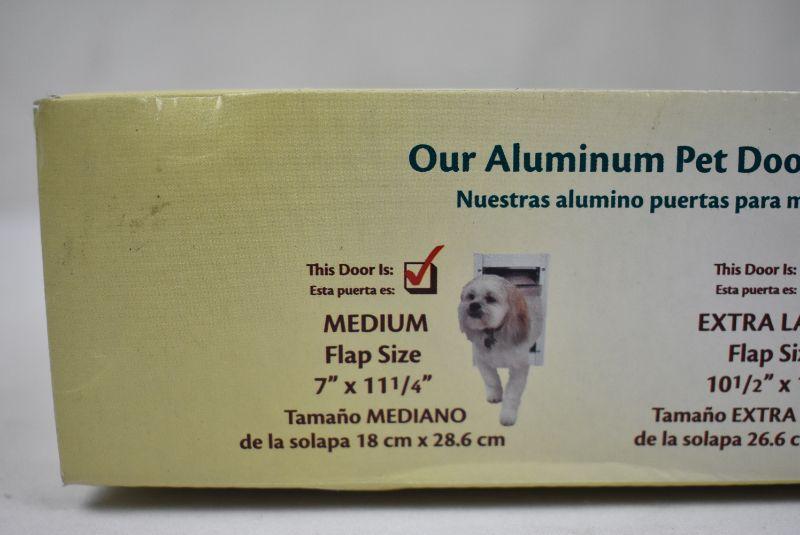 Our Aluminum Pet Doo
Nuestras alumino puertas para m
This Door Is:
Esta puerta es:
MEDIUM
Flap Size
7” x 11 1/4”
Tamaño MEDIANO
de la solapa 18 cm x 28.6 cm
This Door Is:
Esta puerta es:
EXTRA LA
Flap Si
10 1/2” x 1
Tamaño EXTRA
de la solapa 26.6 c